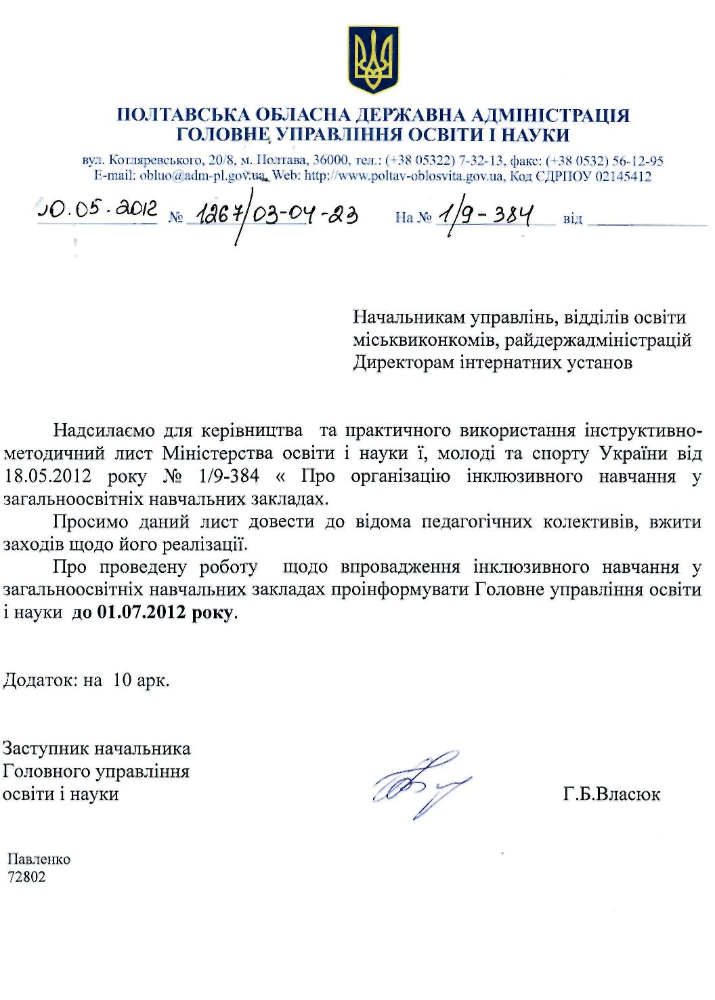 ПОЛТАВСЬКА ОБЛАСНА ДЕРЖАВНА АДМІНІСТРАЦІЯ
ГОЛОВНЕ УПРАВЛІННЯ ОСВІТИ І НАУКИ
вул. Котляревського, 20/8, м. Полтава, 36000, тел.: (+38 05322) 7-32-13, факс: (+38 0532) 56-12-95
E-mail: obluo@adm-pl.gov.ua, Web: http://www.poltav-oblosvita.gov.ua, Код ЄДРПОУ 02145412
.05.2012 № 1267/03-04-23 На № 1/9-384 від
Начальникам управлінь, відділів освіти
міськвиконкомів, райдержадміністрацій
Директорам інтернатних установ
Надсилаємо для керівництва та практичного використання інструктивно-
методичний лист Міністерства освіти і науки ї, молоді та спорту України від
18.05.2012 року № 1/9-384 « Про організацію інклюзивного навчання у
загальноосвітніх навчальних закладах.
Просимо даний лист довести до відома педагогічних колективів, вжити
заходів щодо його реалізації.
Про проведену роботу щодо впровадження інклюзивного навчання у
загальноосвітніх навчальних закладах проінформувати Головне управління освіти
і науки до 01.07.2012 року.
Додаток: на 10 арк.
Заступник начальника
Головного управління
освіти і науки Г.Б.Власюк
Павленко
72802